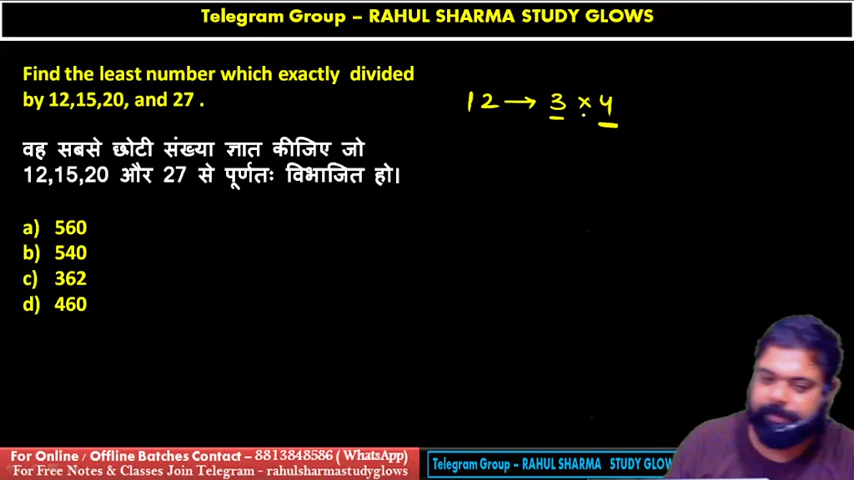 Telegram Group – RAHUL SHARMA STUDY GLOWS
Find the least number which exactly divided
by 12,15,20, and 27 .
12 → 3 × 4
वह सबसे छोटी संख्या ज्ञात कीजिए जो
12,15,20 और 27 से पूर्णतः विभाजित हो।
a) 560
b) 540
c) 362
d) 460
For Online / Offline Batches Contact – 8813848586 ( WhatsApp)
For Free Notes & Classes Join Telegram - rahulsharmastudyglows
Telegram Group – RAHUL SHARMA STUDY GLOW